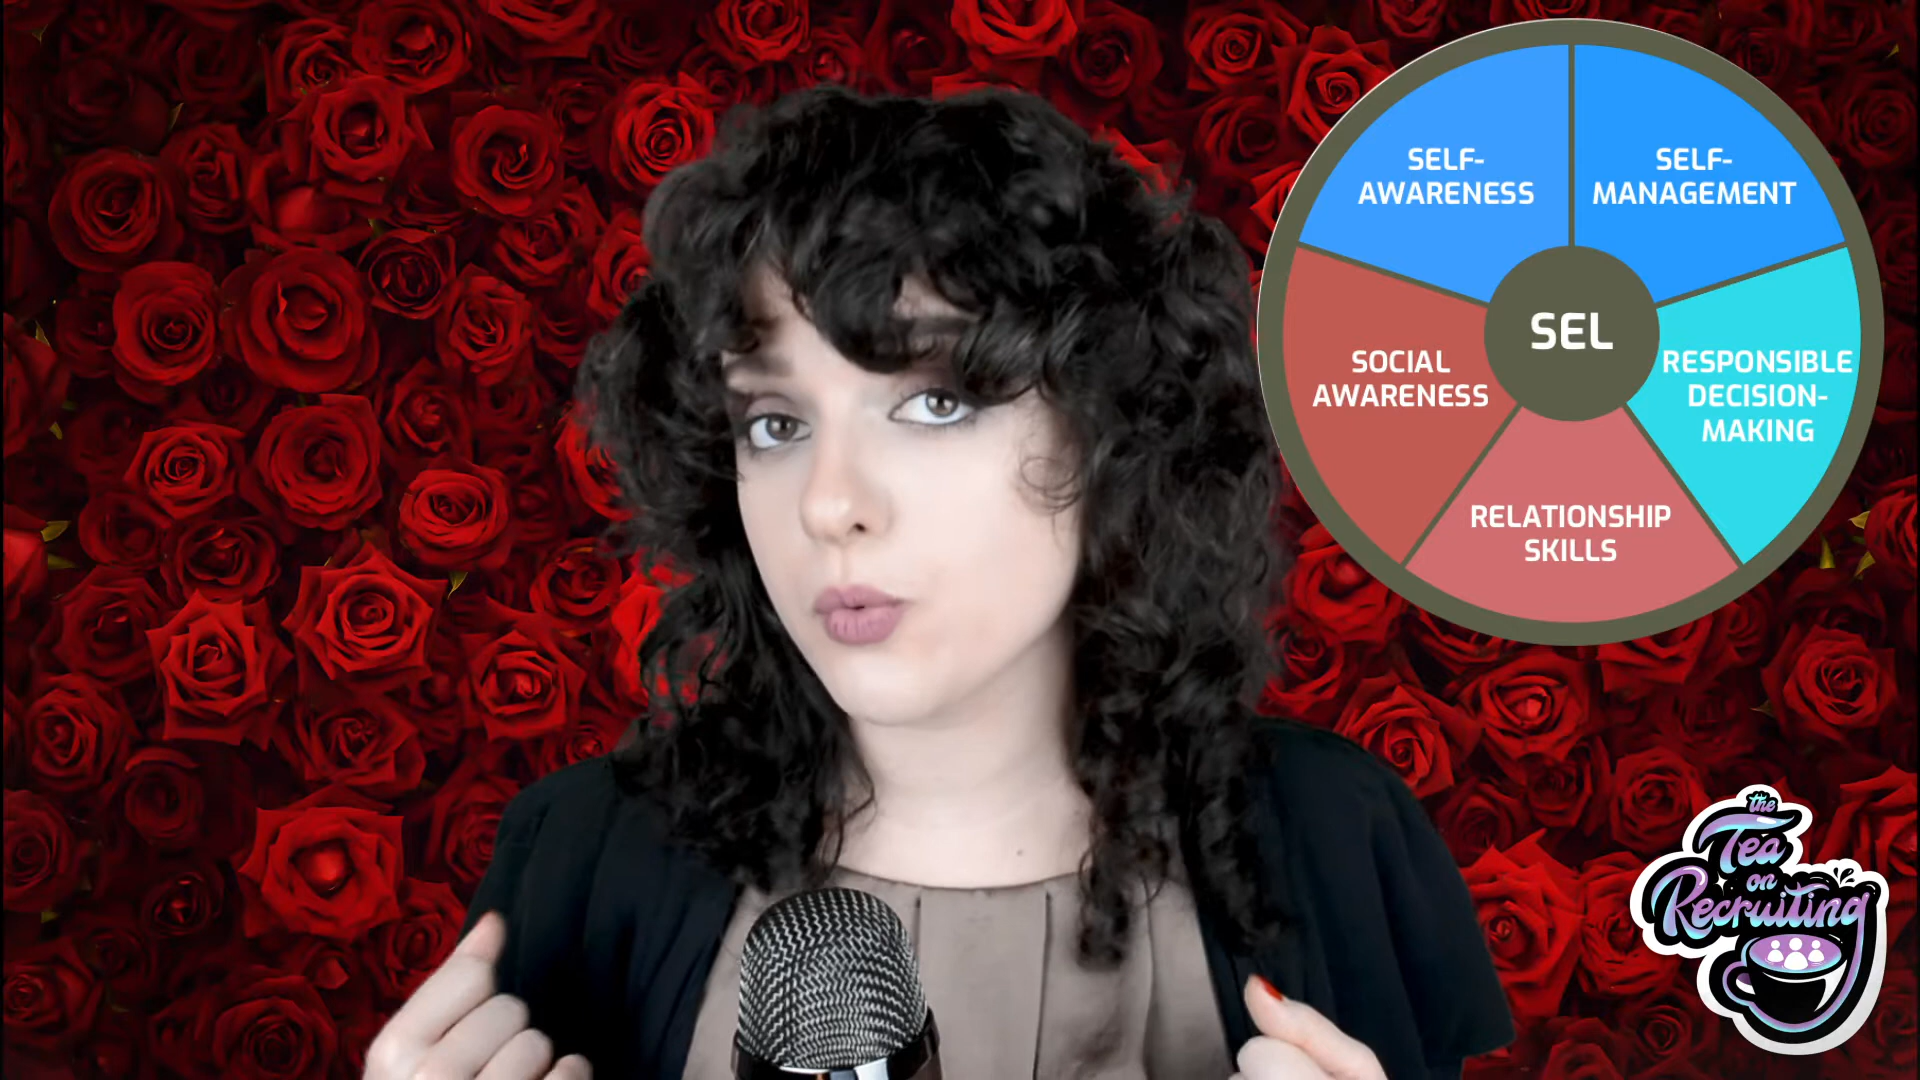 SELF-
AWARENESS
SELF-
MANAGEMENT
SEL
SOCIAL
AWARENESS
RESPONSIBLE
DECISION-
MAKING
RELATIONSHIP
SKILLS
the
Tea
on
Recruiting